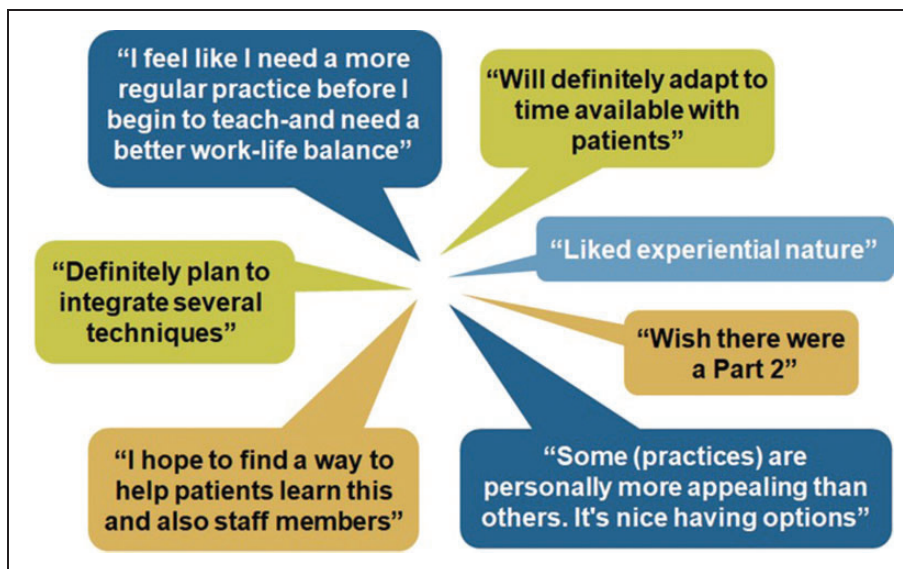 “I feel like I need a more
regular practice before I
begin to teach-and need a
better work-life balance”
“Will definitely adapt to
time available with
patients”
“Liked experiential nature”
“Definitely plan to
integrate several
techniques”
“Wish there were
a Part 2”
“I hope to find a way to
help patients learn this
and also staff members”
“Some (practices) are
personally more appealing than
others. It's nice having options”